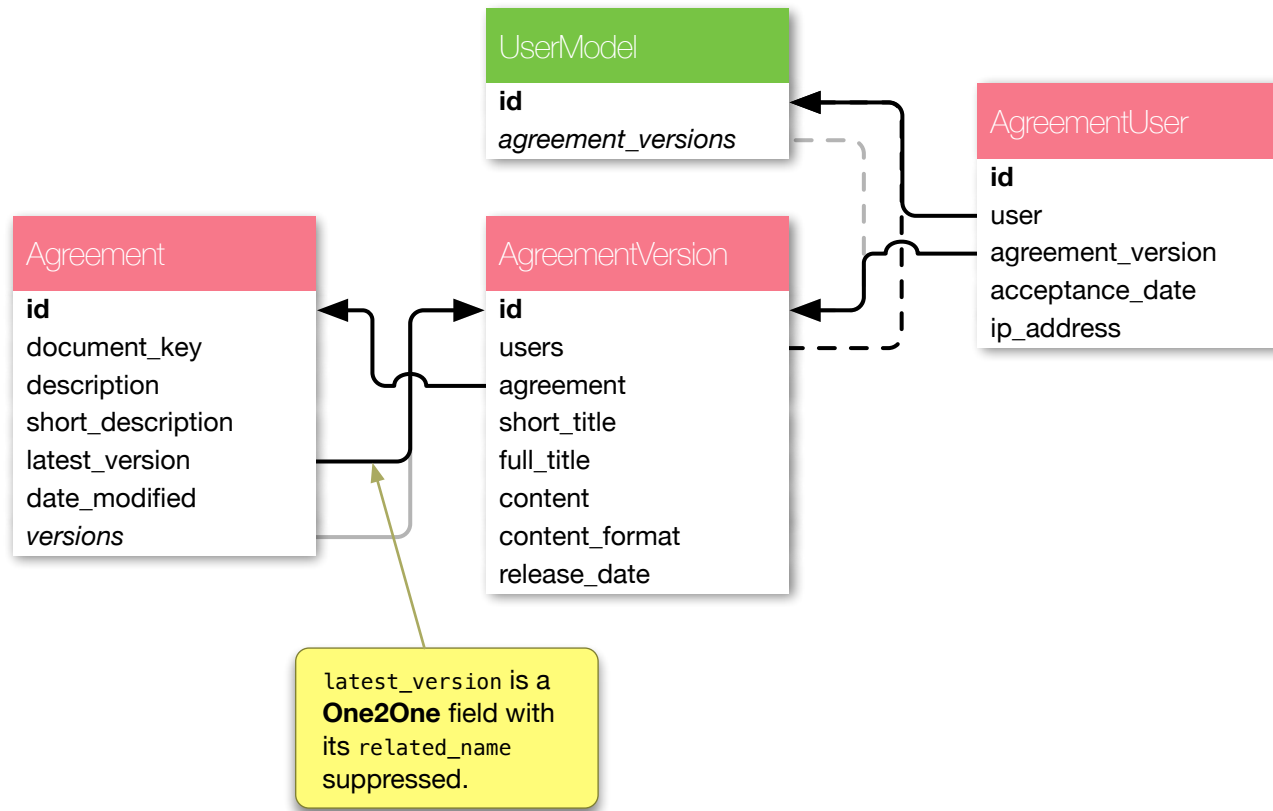 UserModel
id
agreement_versions
AgreementUser
id
user
agreement_version
acceptance_date
ip_address
Agreement
id
document_key
description
short_description
latest_version
date_modified
versions
AgreementVersion
id
users
agreement
short_title
full_title
content
content_format
release_date
latest_version is a
One2One field with
its related_name
suppressed.